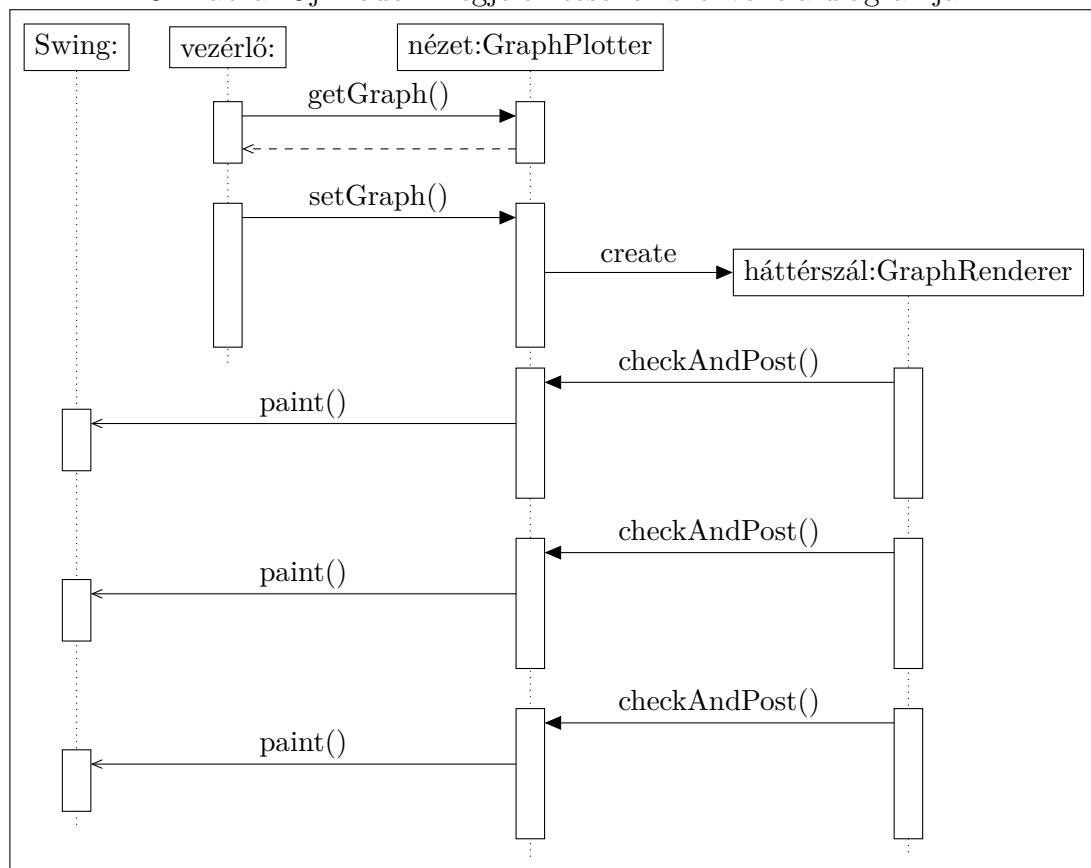 Swing:
vezérlő:
nézet:GraphPlotter
getGraph()
setGraph()
create
háttérszál:GraphRenderer
checkAndPost()
paint()
checkAndPost()
paint()
checkAndPost()
paint()